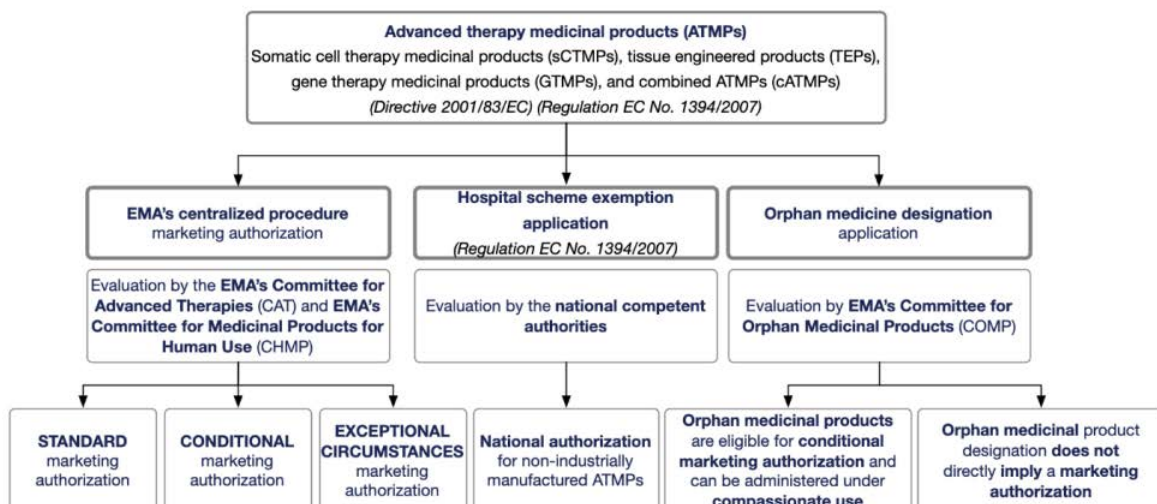 Advanced therapy medicinal products (ATMPs)
Somatic cell therapy medicinal products (sCTMPs), tissue engineered products (TEPs),
gene therapy medicinal products (GTMPs), and combined ATMPs (cATMPs)
(Directive 2001/83/EC) (Regulation EC No. 1394/2007)
EMA's centralized procedure
marketing authorization
Hospital scheme exemption
application
(Regulation EC No. 1394/2007)
Orphan medicine designation
application
Evaluation by the EMA's Committee for
Advanced Therapies (CAT) and EMA's
Committee for Medicinal Products for
Human Use (CHMP)
Evaluation by the national competent
authorities
Evaluation by EMA's Committee for
Orphan Medicinal Products (COMP)
STANDARD
marketing
authorization
CONDITIONAL
marketing
authorization
EXCEPTIONAL
CIRCUMSTANCES
marketing
authorization
National authorization
for non-industrially
manufactured ATMPs
Orphan medicinal products
are eligible for conditional
marketing authorization and
can be administered under
compassionate use
Orphan medicinal product
designation does not
directly imply a marketing
authorization